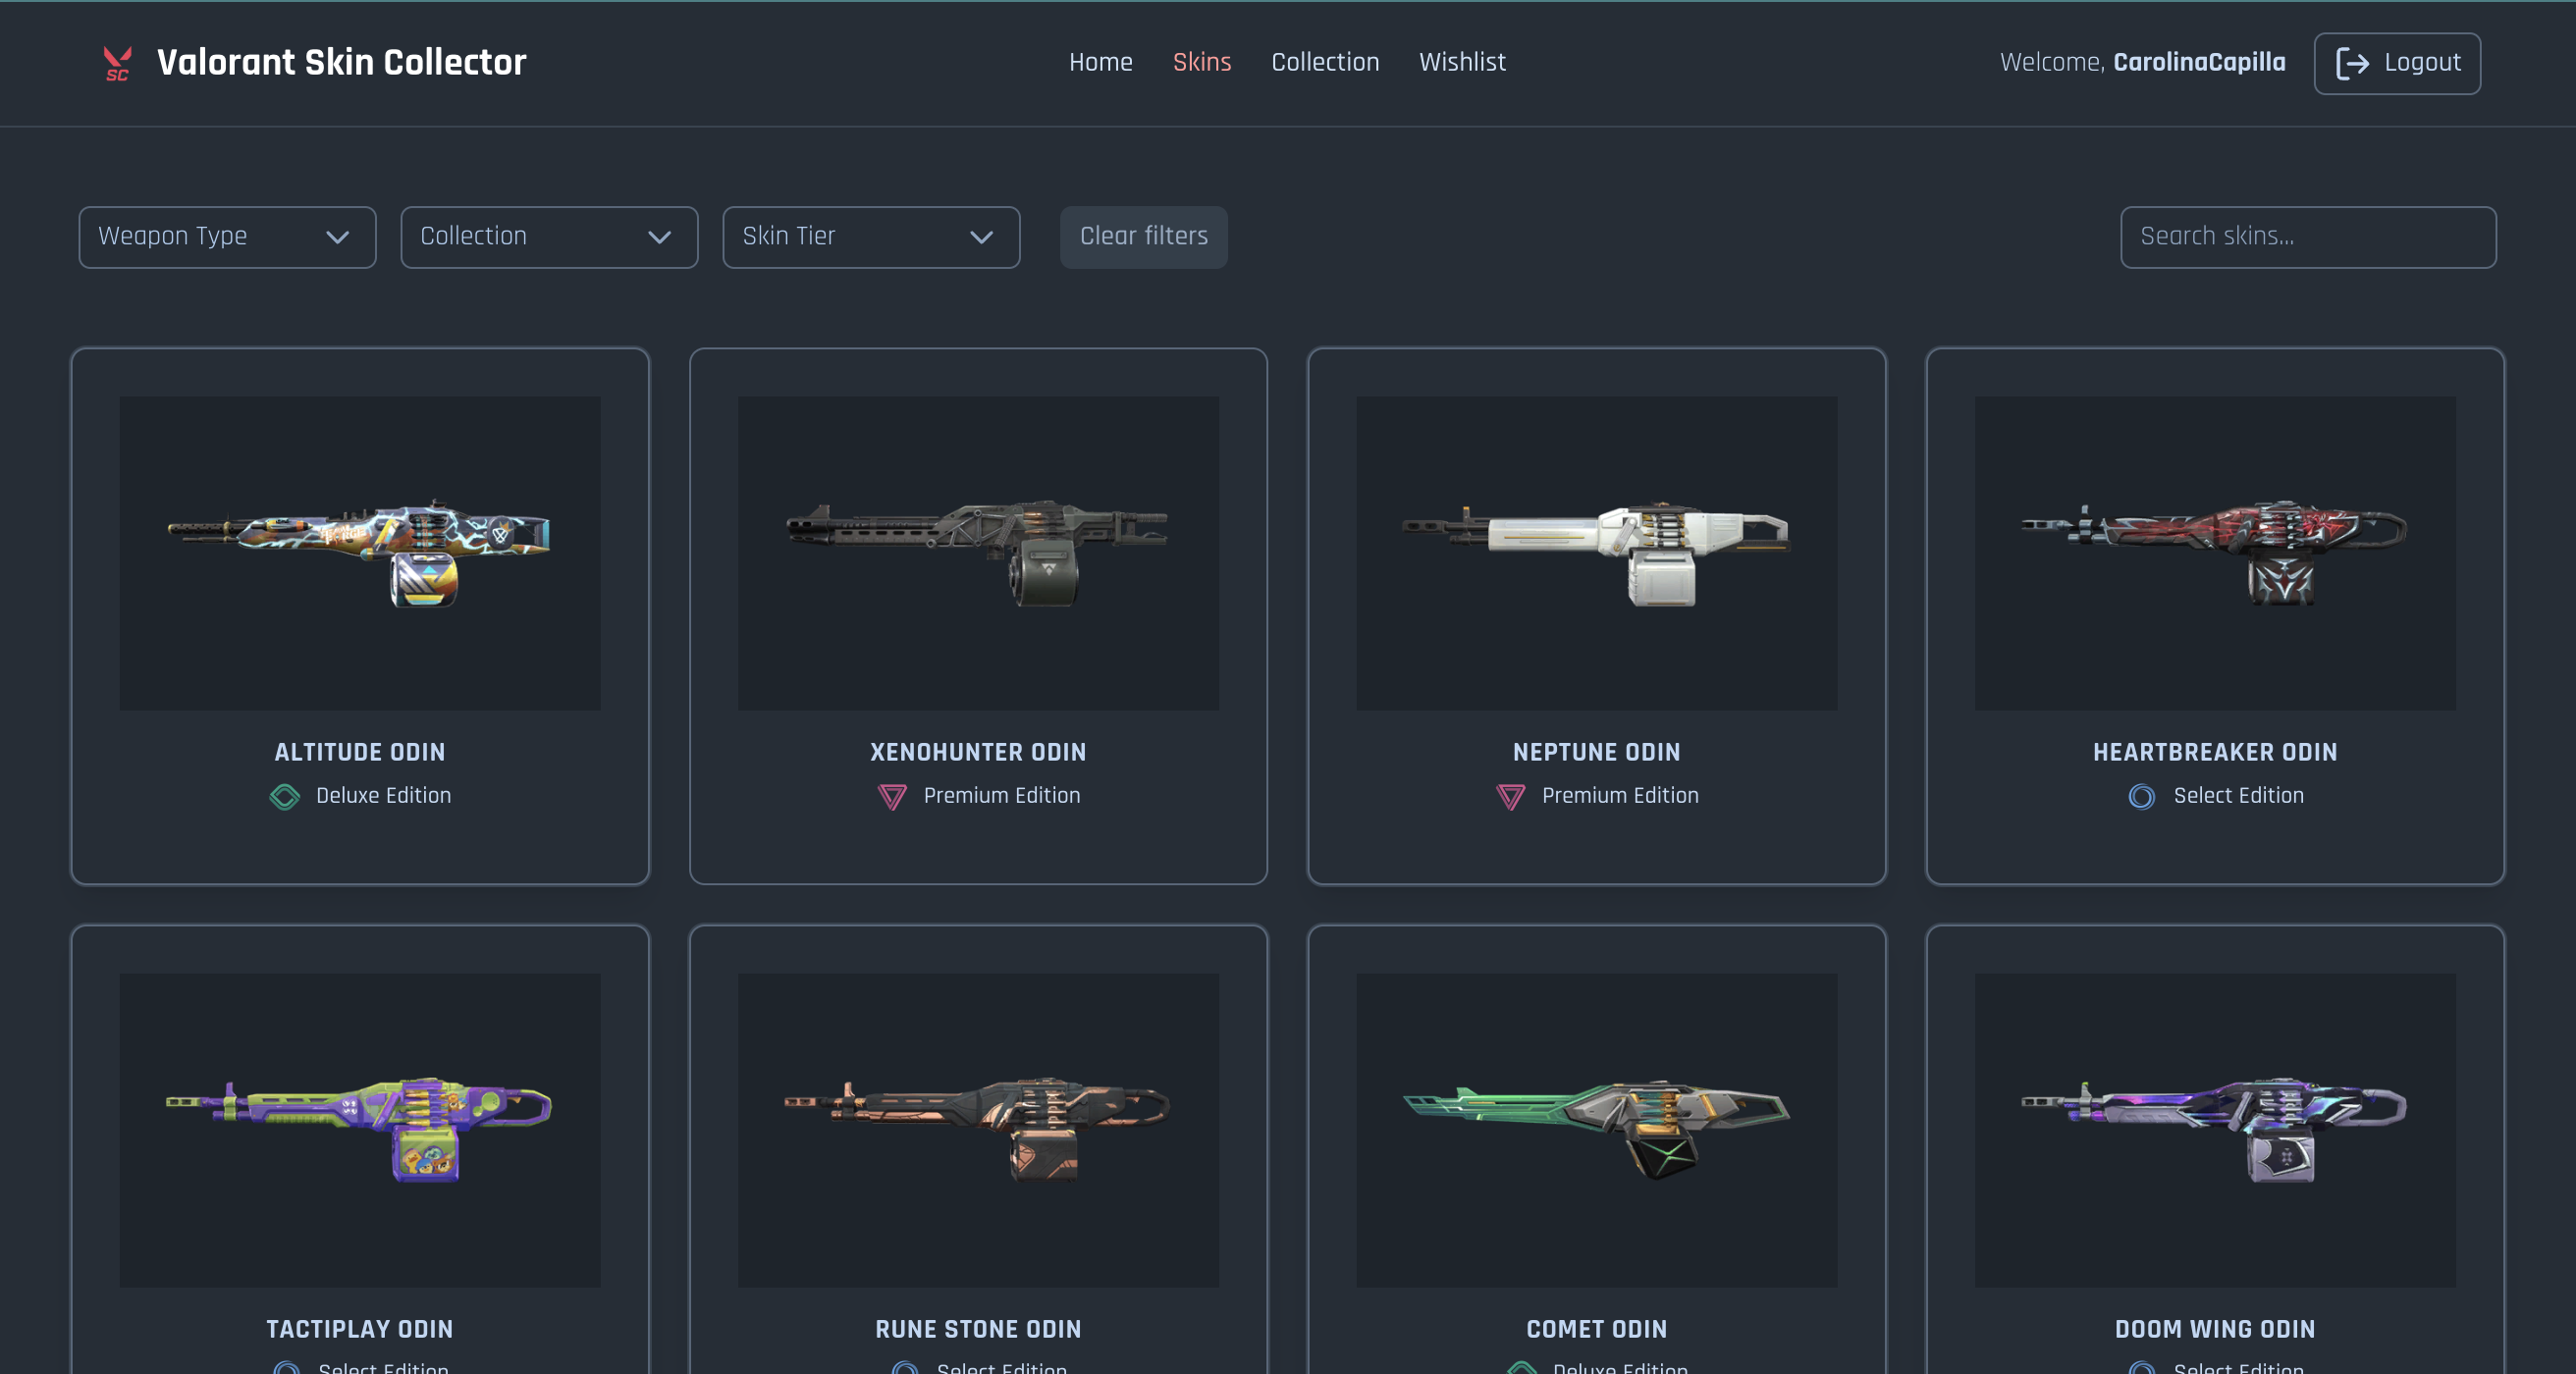 SC
Valorant Skin Collector
Home
Skins
Collection
Wishlist
Welcome, CarolinaCapilla
Logout
Weapon Type
Collection
Skin Tier
Clear filters
Search skins...
ALTITUDE ODIN
Deluxe Edition
XENOHUNTER ODIN
Premium Edition
NEPTUNE ODIN
Premium Edition
HEARTBREAKER ODIN
Select Edition
TACTIPLAY ODIN
Select Edition
RUNE STONE ODIN
Select Edition
COMET ODIN
Deluxe Edition
DOOM WING ODIN
Select Edition